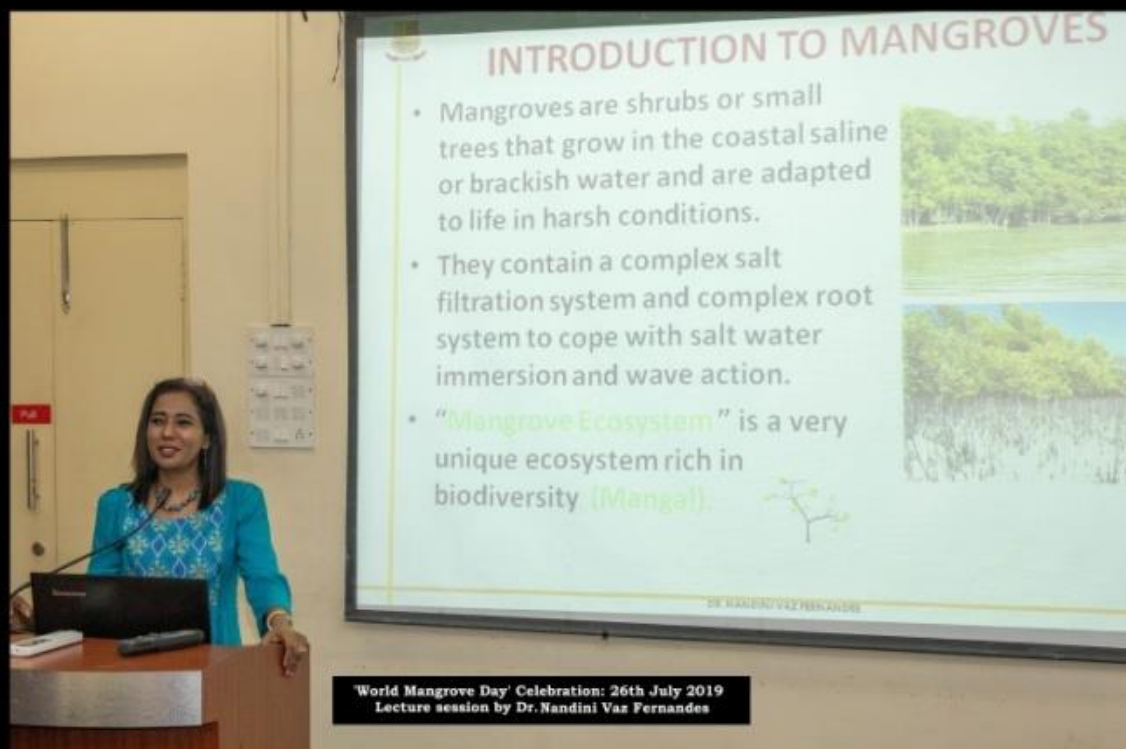 INTRODUCTION TO MANGROVES
• Mangroves are shrubs or small
trees that grow in the coastal saline
or brackish water and are adapted
to life in harsh conditions.
• They contain a complex salt
filtration system and complex root
system to cope with salt water
immersion and wave action.
• “Mangrove Ecosystem” is a very
unique ecosystem rich in
biodiversity (Mangal).
DR. NANDINI VAZ FERNANDES
Pull
'World Mangrove Day' Celebration: 26th July 2019
Lecture session by Dr. Nandini Vaz Fernandes